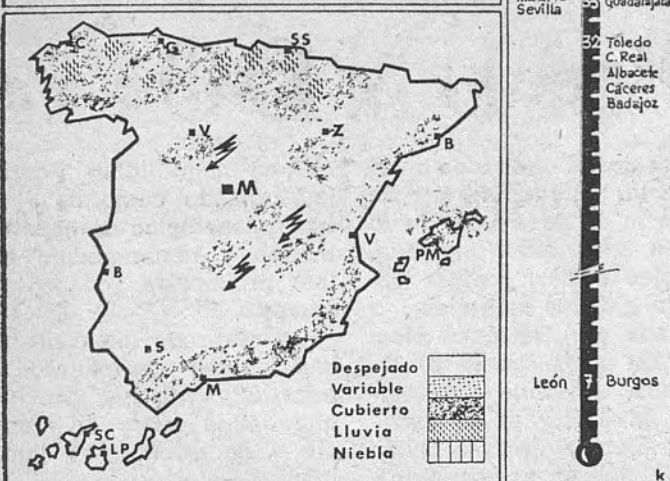 Sevilla
33 Guadalajara
32 Toledo
C. Real
Albacete
Cáceres
Badajoz
C
G
SS
V
Z
B
M
V
PM
B
S
M
SC
LP
Despejado
Variable
Cubierto
Lluvia
Niebla
León 7 Burgos
k